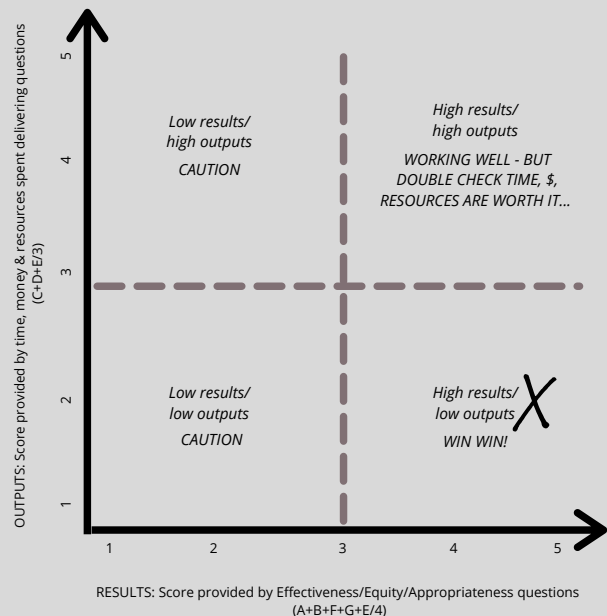 OUTPUTS: Score provided by time, money & resources spent delivering questions
(C+D+E/3)
5
4
3
2
1
Low results/
high outputs
CAUTION
High results/
high outputs
WORKING WELL - BUT
DOUBLE CHECK TIME, $,
RESOURCES ARE WORTH IT...
Low results/
low outputs
CAUTION
High results/
low outputs
WIN WIN!
X
1
2
3
4
5
RESULTS: Score provided by Effectiveness/Equity/Appropriateness questions
(A+B+F+G+E/4)